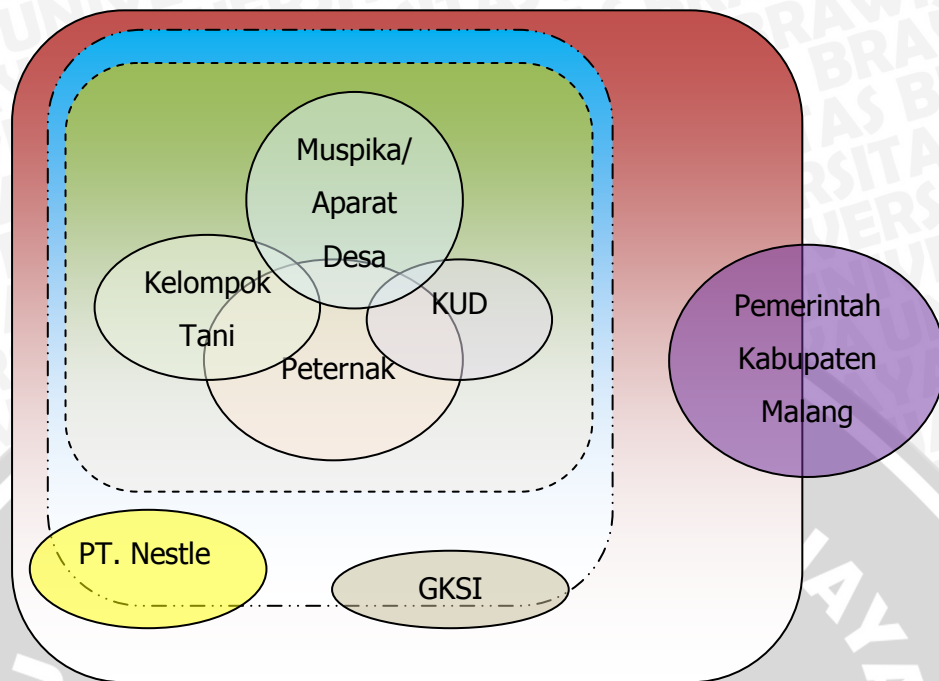 Muspika/
Aparat
Desa
Kelompok
Tani
KUD
Peternak
Pemerintah
Kabupaten
Malang
PT. Nestle
GKSI